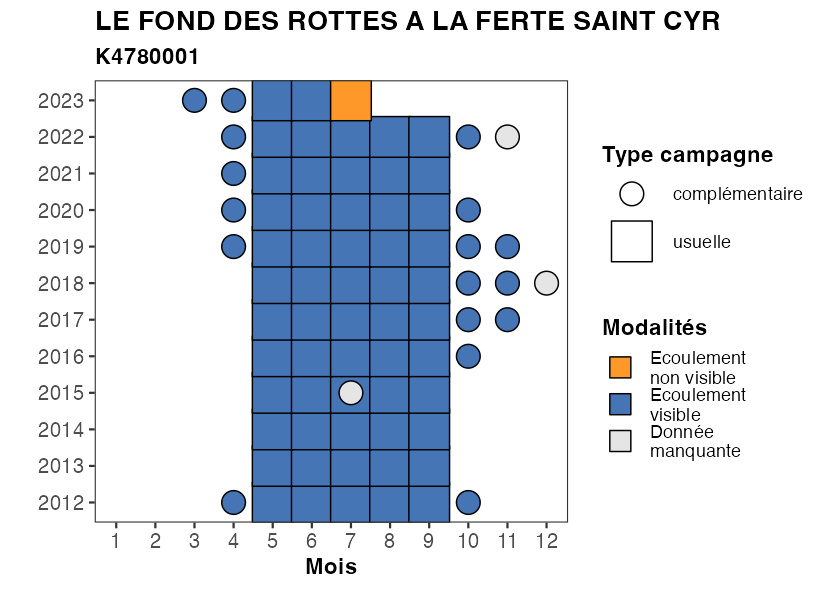 LE FOND DES ROTTES A LA FERTE SAINT CYR
K4780001
2023
2022
2021
2020
2019
2018
2017
2016
2015
2014
2013
2012
1 2 3 4 5 6 7 8 9 10 11 12
Mois
Type campagne
complémentaire
usuelle
Modalités
Ecoulement
non visible
Ecoulement
visible
Donnée
manquante